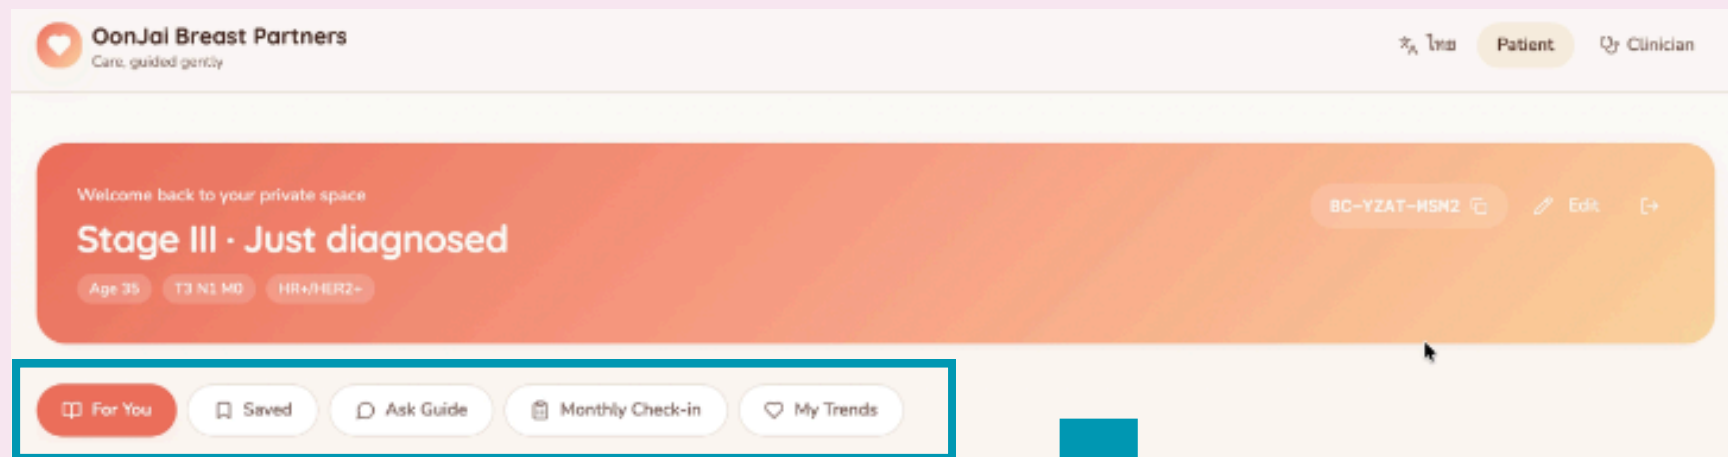 OonJai Breast Partners
Care, guided gently
ไทย
Patient
Clinician
Welcome back to your private space
Stage III · Just diagnosed
BC-YZAT-MSM2
Edit
Age 35
T3 N1 M0
HR+/HER2+
For You
Saved
Ask Guide
Monthly Check-in
My Trends